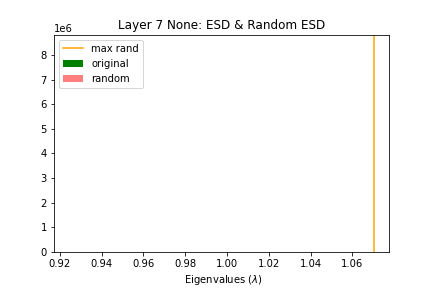 Layer 7 None: ESD & Random ESD
1e6
max rand
original
random
8
7
6
5
4
3
2
1
0
0.92 0.94 0.96 0.98 1.00 1.02 1.04 1.06
Eigenvalues (λ)